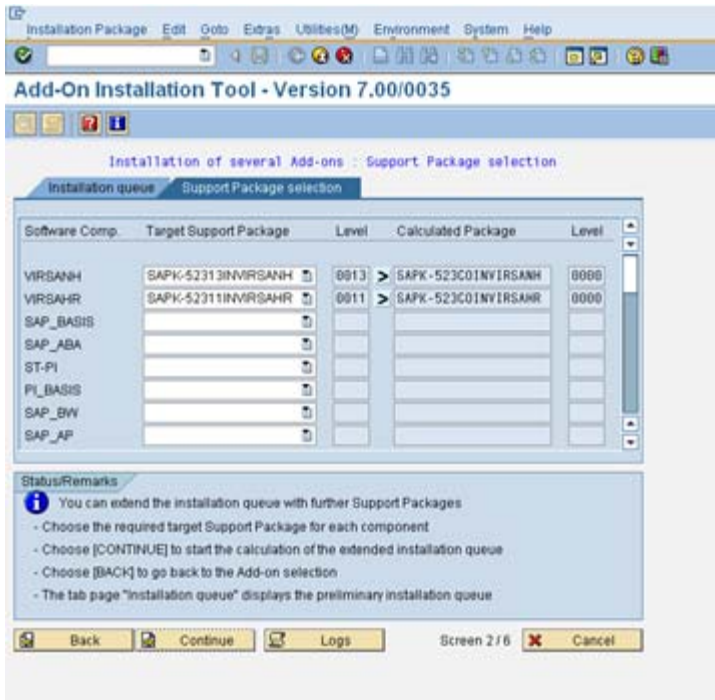 Installation Package Edit Goto Extras Utilities(M) Environment System Help
Add-On Installation Tool - Version 7.00/0035
Installation of several Add-ons : Support Package selection
Installation queue Support Package selection
Software Comp. Target Support Package Level Calculated Package Level
VIRSANH SAPK-52313INVIRSANH 0013 > SAPK-523COINVIRSANH 0000
VIRSAHR SAPK-52311INVIRSAHR 0011 > SAPK-523COINVIRSAHR 0000
SAP_BASIS
SAP_ABA
ST-PI
PI_BASIS
SAP_BW
SAP_AP
Status/Remarks
You can extend the installation queue with further Support Packages
- Choose the required target Support Package for each component
- Choose [CONTINUE] to start the calculation of the extended installation queue
- Choose [BACK] to go back to the Add-on selection
- The tab page "Installation queue" displays the preliminary installation queue
Back Continue Logs Screen 2 / 6 Cancel